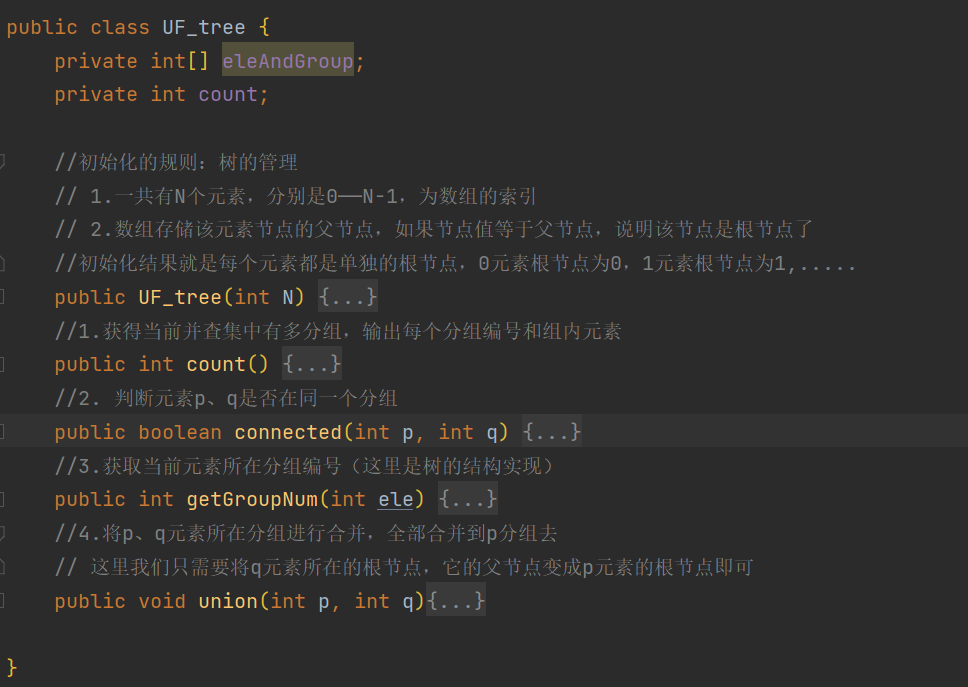 public class UF_tree {
    private int[] eleAndGroup;
    private int count;
    //初始化的规则：树的管理
    // 1.一共有N个元素，分别是0——N-1，为数组的索引
    // 2.数组存储该元素节点的父节点，如果节点值等于父节点，说明该节点是根节点了
    //初始化结果就是每个元素都是单独的根节点，0元素根节点为0，1元素根节点为1,.....
    public UF_tree(int N) {...}
    //1.获得当前并查集中有多分组，输出每个分组编号和组内元素
    public int count() {...}
    //2. 判断元素p、q是否在同一个分组
    public boolean connected(int p, int q) {...}
    //3.获取当前元素所在分组编号（这里是树的结构实现）
    public int getGroupNum(int ele) {...}
    //4.将p、q元素所在分组进行合并，全部合并到p分组去
    // 这里我们只需要将q元素所在的根节点，它的父节点变成p元素的根节点即可
    public void union(int p, int q){...}
}